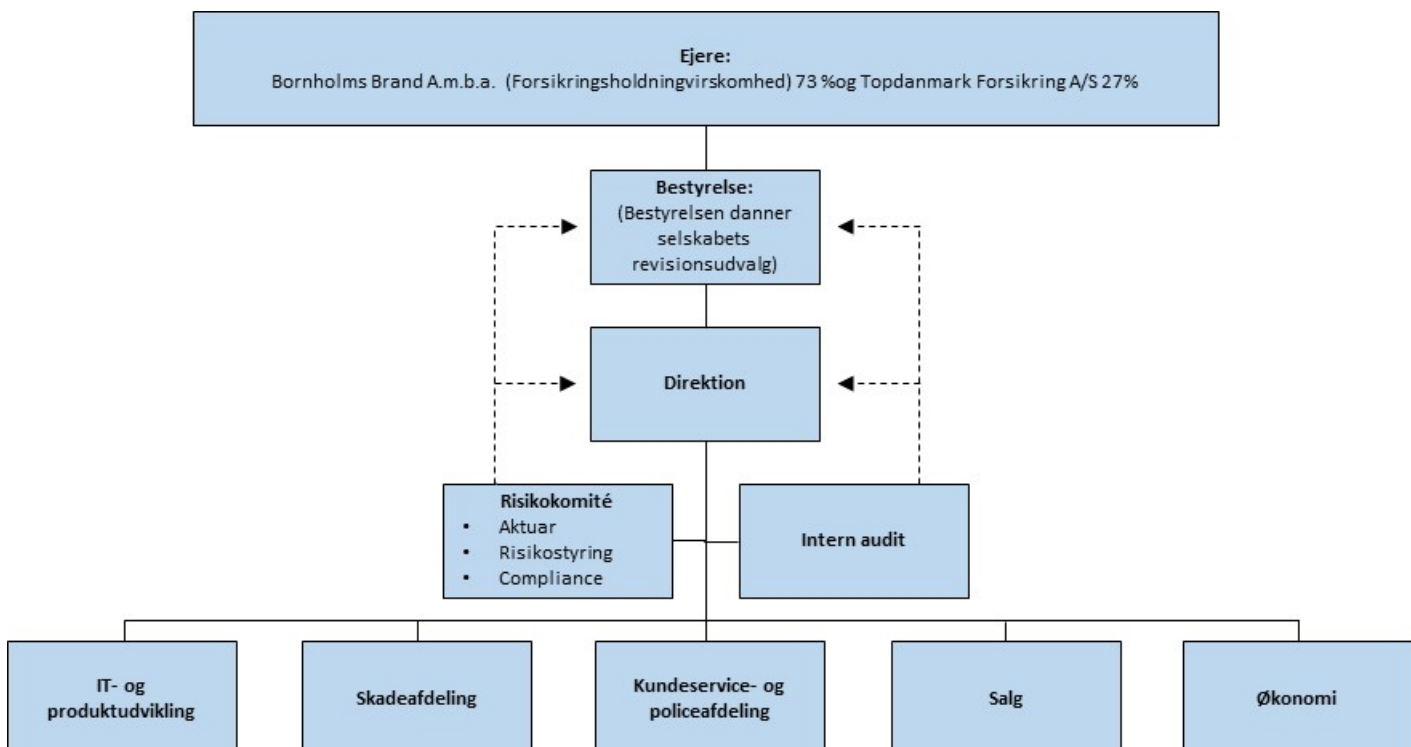 Ejere:
Bornholms Brand A.m.b.a. (Forsikringsholdningvirskomhed) 73 %og Topdanmark Forsikring A/S 27%
Bestyrelse:
(Bestyrelsen danner
selskabets
revisionsudvalg)
Direktion
Risikokomité
• Aktuar
• Risikostyring
• Compliance
Intern audit
IT- og
produktudvikling
Skadeafdeling
Kundeservice- og
policeafdeling
Salg
Økonomi